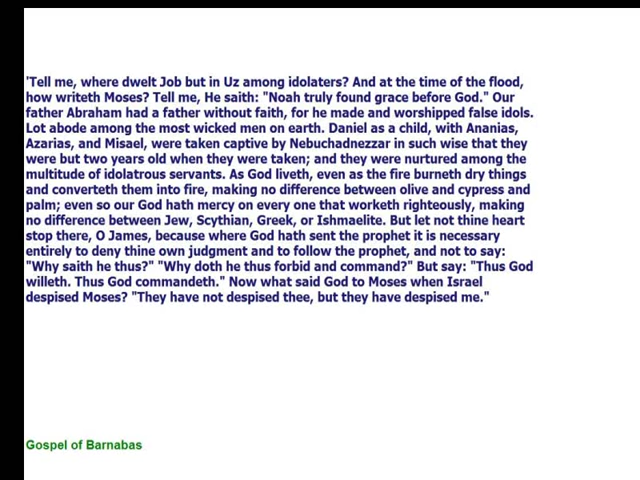 'Tell me, where dwelt Job but in Uz among idolaters? And at the time of the flood,
how writeth Moses? Tell me, He saith: "Noah truly found grace before God." Our
father Abraham had a father without faith, for he made and worshipped false idols.
Lot abode among the most wicked men on earth. Daniel as a child, with Ananias,
Azarias, and Misael, were taken captive by Nebuchadnezzar in such wise that they
were but two years old when they were taken; and they were nurtured among the
multitude of idolatrous servants. As God liveth, even as the fire burneth dry things
and converteth them into fire, making no difference between olive and cypress and
palm; even so our God hath mercy on every one that worketh righteously, making
no difference between Jew, Scythian, Greek, or Ishmaelite. But let not thine heart
stop there, O James, because where God hath sent the prophet it is necessary
entirely to deny thine own judgment and to follow the prophet, and not to say:
"Why saith he thus?" "Why doth he thus forbid and command?" But say: "Thus God
willeth. Thus God commandeth." Now what said God to Moses when Israel
despised Moses? "They have not despised thee, but they have despised me."
Gospel of Barnabas